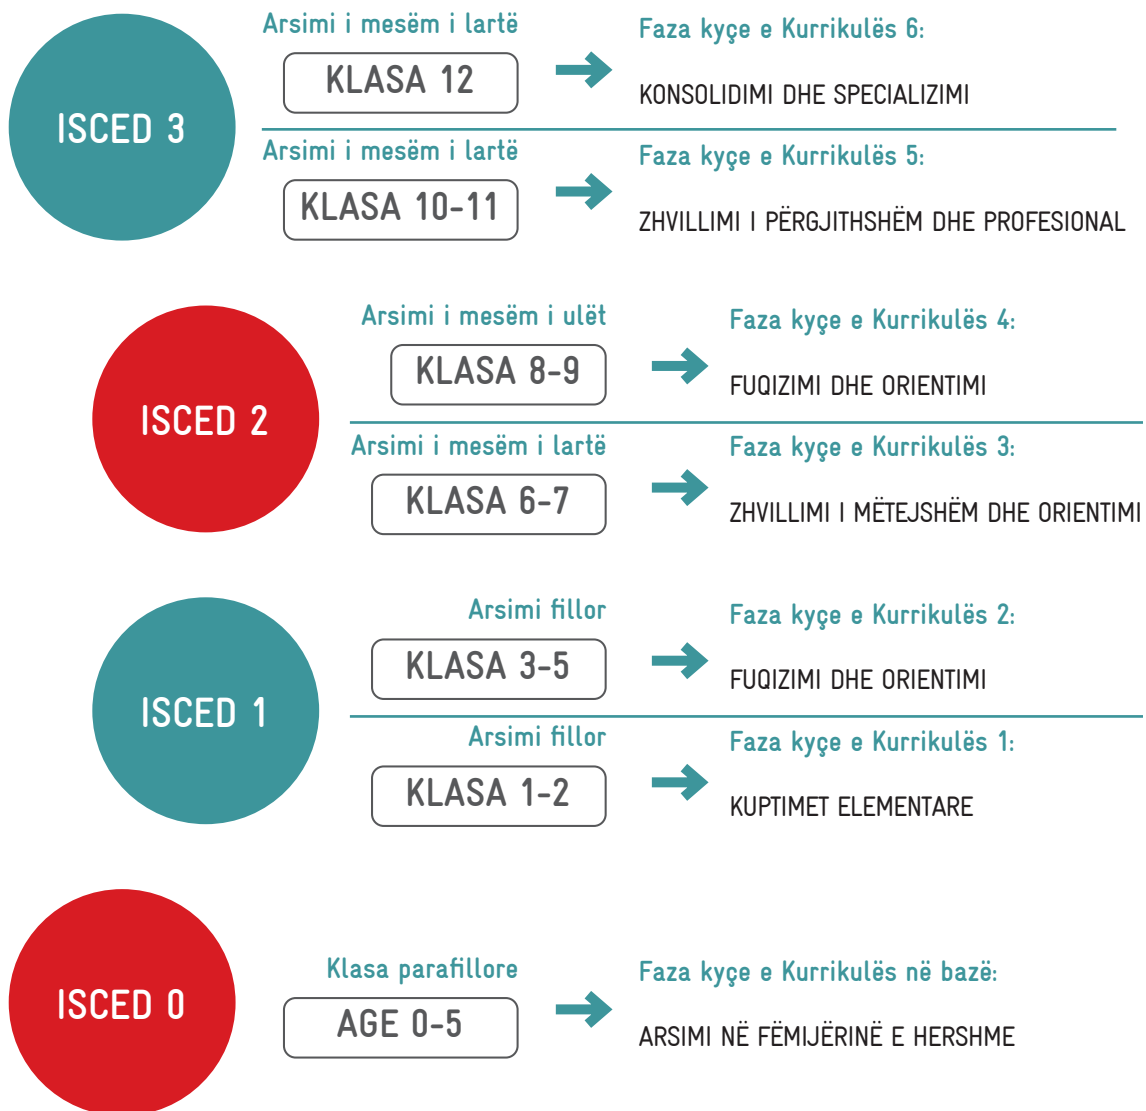 ISCED 3
Arsimi i mesëm i lartë
KLASA 12
Faza kyçe e Kurrikulës 6:
KONSOLIDIMI DHE SPECIALIZIMI
Arsimi i mesëm i lartë
KLASA 10-11
Faza kyçe e Kurrikulës 5:
ZHVILLIMI I PËRGJITHSHËM DHE PROFESIONAL
ISCED 2
Arsimi i mesëm i ulët
KLASA 8-9
Faza kyçe e Kurrikulës 4:
FUQIZIMI DHE ORIENTIMI
Arsimi i mesëm i lartë
KLASA 6-7
Faza kyçe e Kurrikulës 3:
ZHVILLIMI I MËTEJSHËM DHE ORIENTIMI
ISCED 1
Arsimi fillor
KLASA 3-5
Faza kyçe e Kurrikulës 2:
FUQIZIMI DHE ORIENTIMI
Arsimi fillor
KLASA 1-2
Faza kyçe e Kurrikulës 1:
KUPTIMET ELEMENTARE
ISCED 0
Klasa parafillore
AGE 0-5
Faza kyçe e Kurrikulës në bazë:
ARSIMI NË FËMIJËRINË E HERSHME